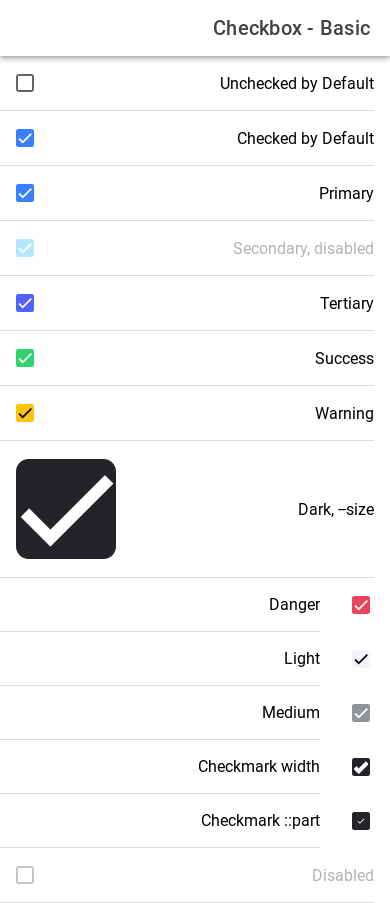 Checkbox - Basic
Unchecked by Default
Checked by Default
Primary
Secondary, disabled
Tertiary
Success
Warning
Dark, --size
Danger
Light
Medium
Checkmark width
Checkmark ::part
Disabled